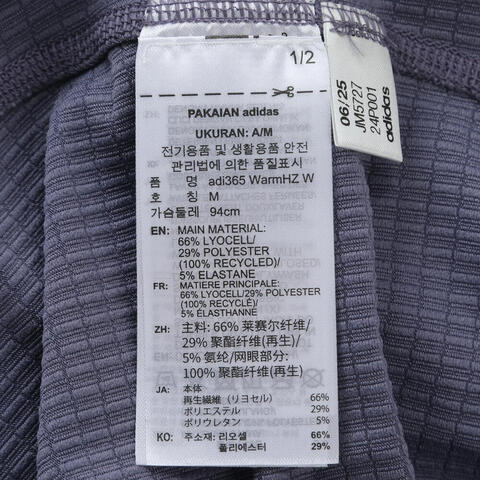 1/2
PAKAIAN adidas
UKURAN: A/M
전기용품 및 생활용품 안전
관리법에 의한 품질표시
품 명 adi365 WarmHZ W
호 칭 M
가슴둘레 94cm
EN: MAIN MATERIAL:
66% LYOCELL/
29% POLYESTER
(100% RECYCLED)/
5% ELASTANE
FR: MATIERE PRINCIPALE:
66% LYOCELL/29% POLYESTER
(100% RECYCLÉ)/
5% ÉLASTHANNE
ZH: 主料: 66% 莱赛尔纤维/
29% 聚酯纤维(再生)/
5% 氨纶/网眼部分:
100% 聚酯纤维(再生)
JA: 本体
再生繊維 (リヨセル) 66%
ポリエステル 29%
ポリウレタン 5%
KO: 주소재: 리오셀 66%
폴리에스터 29%
06/25
JM5727
24P001
adidas